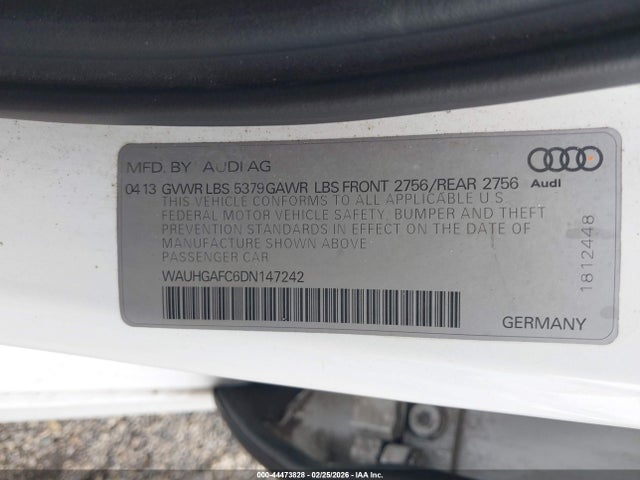 MFD. BY AUDI AG
Audi
04 13 GVWR LBS 5379 GAWR LBS FRONT 2756/REAR 2756
THIS VEHICLE CONFORMS TO ALL APPLICABLE U.S.
FEDERAL MOTOR VEHICLE SAFETY, BUMPER AND THEFT
PREVENTION STANDARDS IN EFFECT ON THE DATE OF
MANUFACTURE SHOWN ABOVE
PASSENGER CAR
WAUHGAFC6DN147242
1812448
GERMANY
000-44473828 - 02/25/2026 - IAAI Inc.